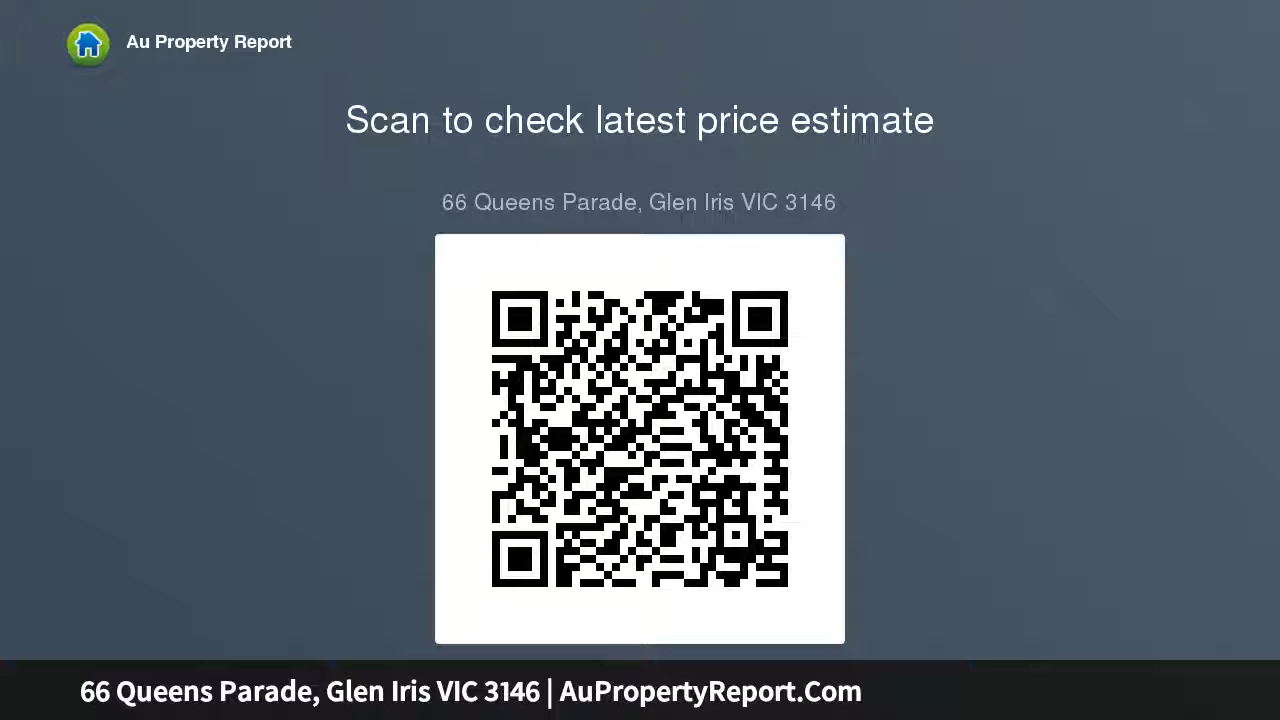 Au Property Report
Scan to check latest price estimate
66 Queens Parade, Glen Iris VIC 3146
66 Queens Parade, Glen Iris VIC 3146 | AuPropertyReport.Com